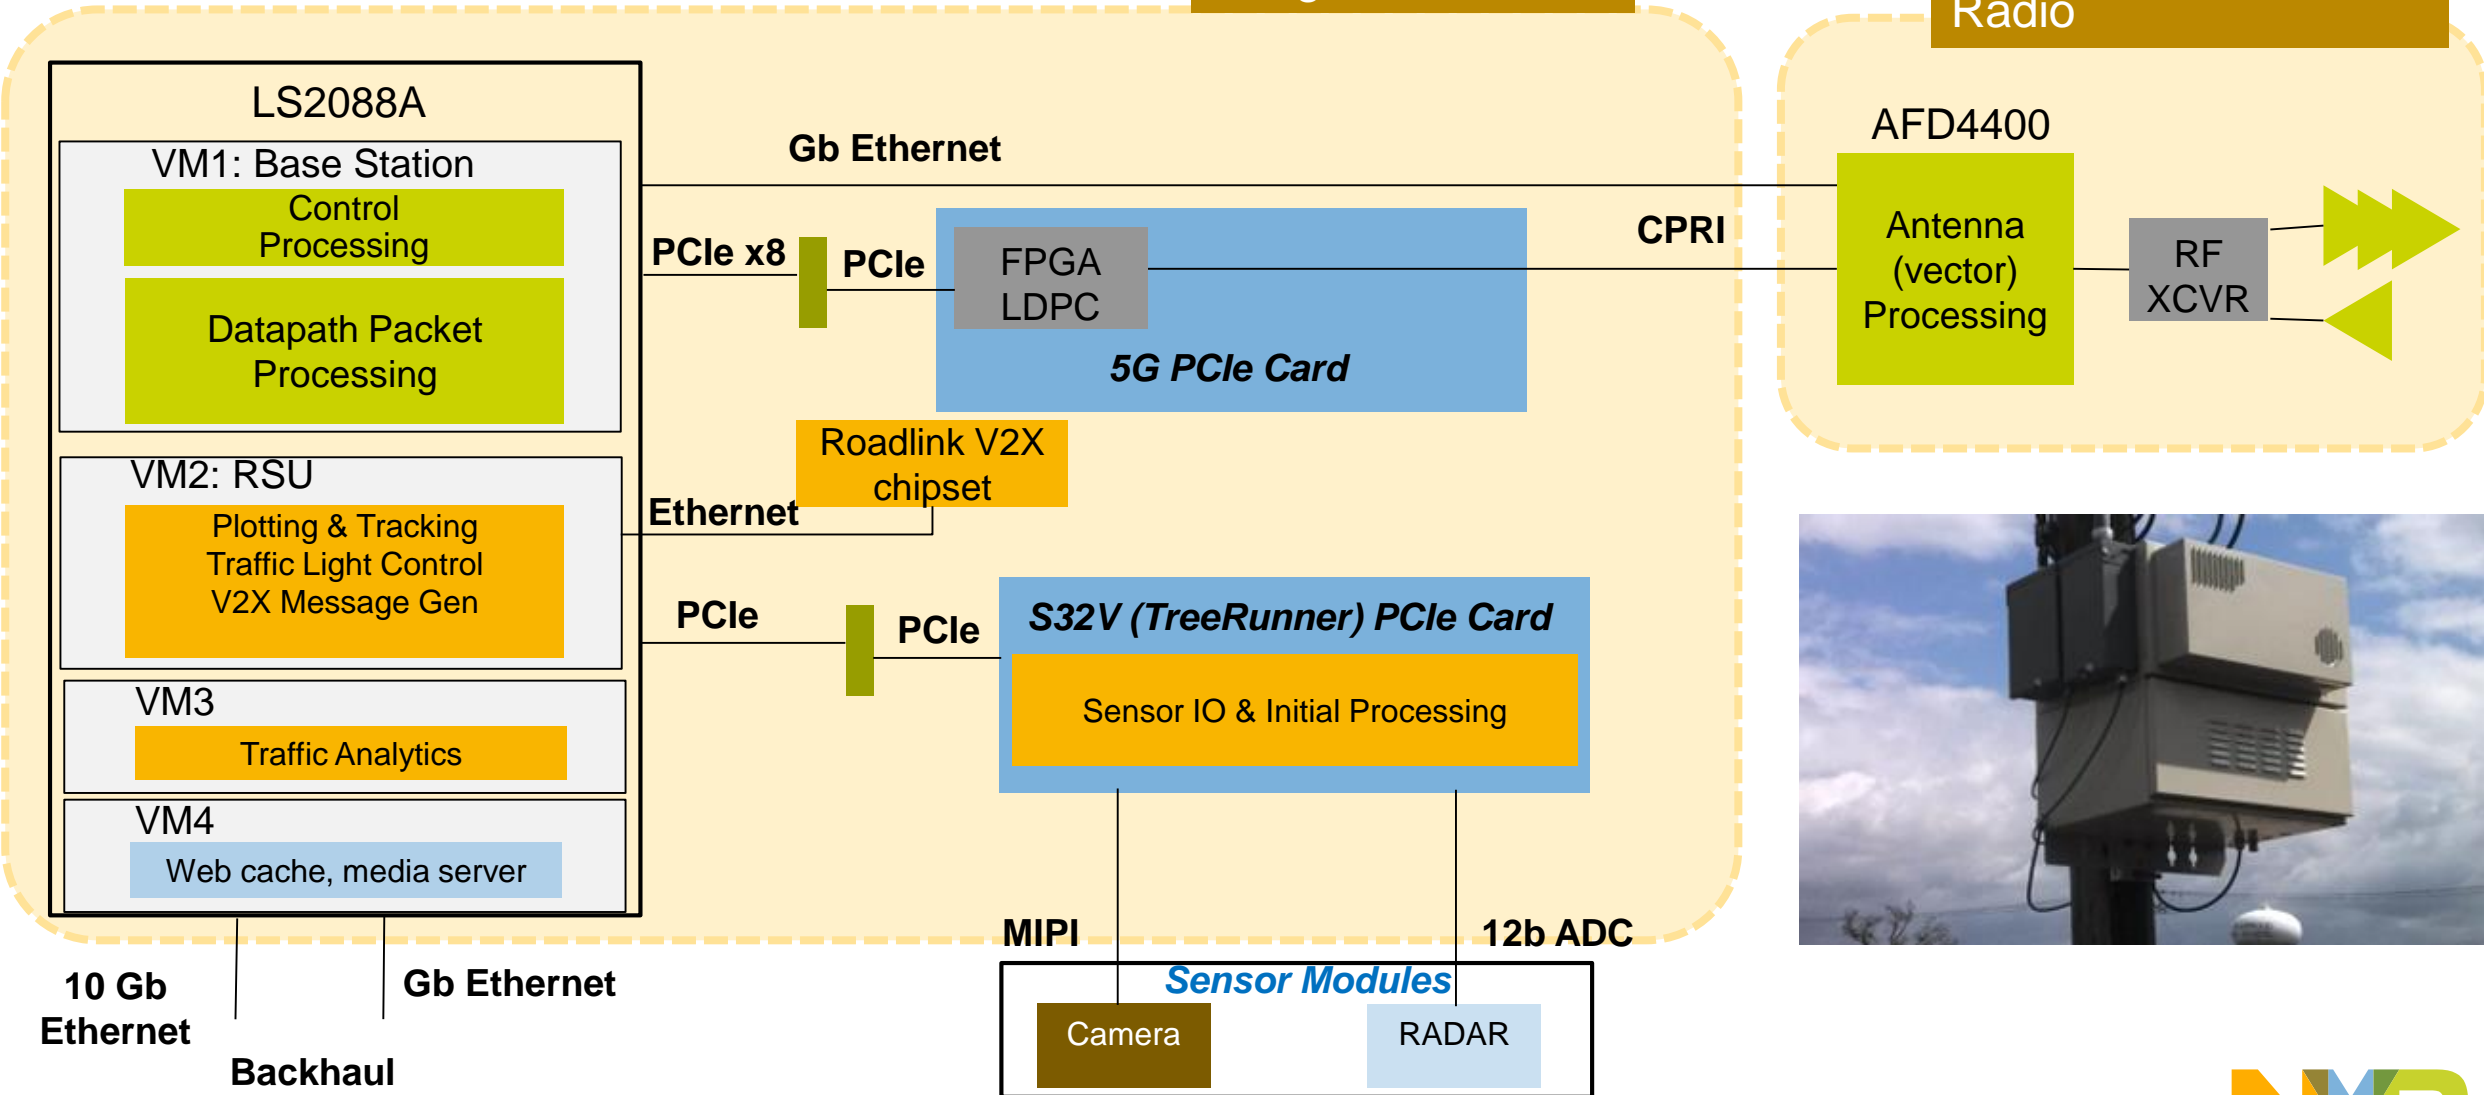 Radio
LS2088A
VM1: Base Station
Control
Processing
Datapath Packet
Processing
VM2: RSU
Plotting & Tracking
Traffic Light Control
V2X Message Gen
VM3
Traffic Analytics
VM4
Web cache, media server
Gb Ethernet
PCIe x8
PCIe
FPGA
LDPC
5G PCIe Card
CPRI
AFD4400
Antenna
(vector)
Processing
RF
XCVR
Roadlink V2X
chipset
Ethernet
PCIe
PCIe
S32V (TreeRunner) PCIe Card
Sensor IO & Initial Processing
MIPI
12b ADC
Sensor Modules
Camera
RADAR
10 Gb
Ethernet
Gb Ethernet
Backhaul